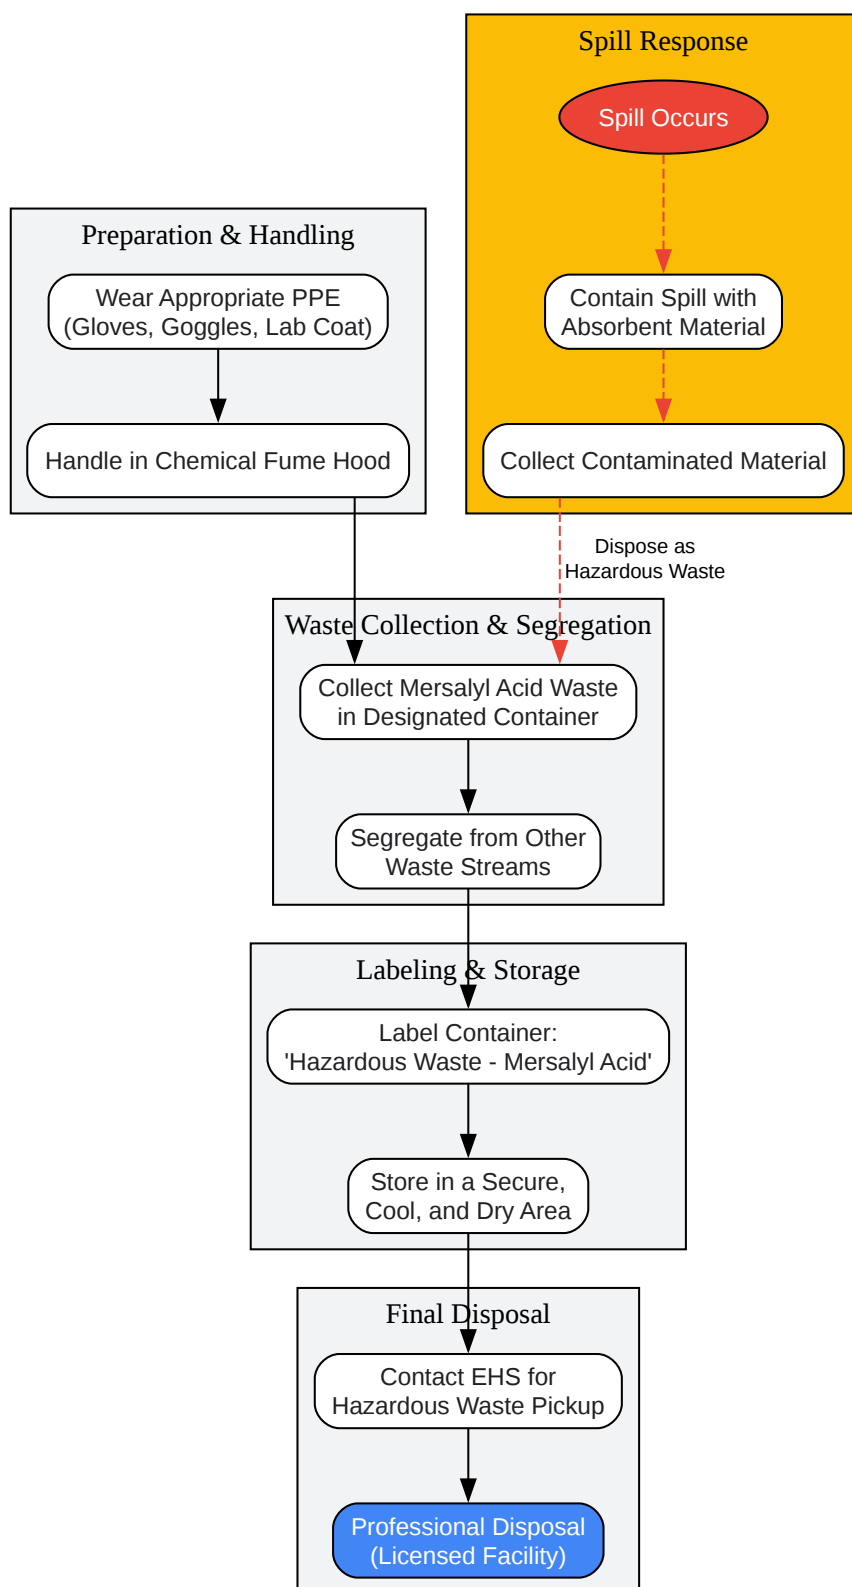 Spill Response
Spill Occurs
Preparation & Handling
Wear Appropriate PPE
(Gloves, Goggles, Lab Coat)
Contain Spill with
Absorbent Material
Handle in Chemical Fume Hood
Collect Contaminated Material
Dispose as
Hazardous Waste
Waste Collection & Segregation
Collect Mersalyl Acid Waste
in Designated Container
Segregate from Other
Waste Streams
Labeling & Storage
Label Container:
'Hazardous Waste - Mersalyl Acid'
Store in a Secure,
Cool, and Dry Area
Final Disposal
Contact EHS for
Hazardous Waste Pickup
Professional Disposal
(Licensed Facility)